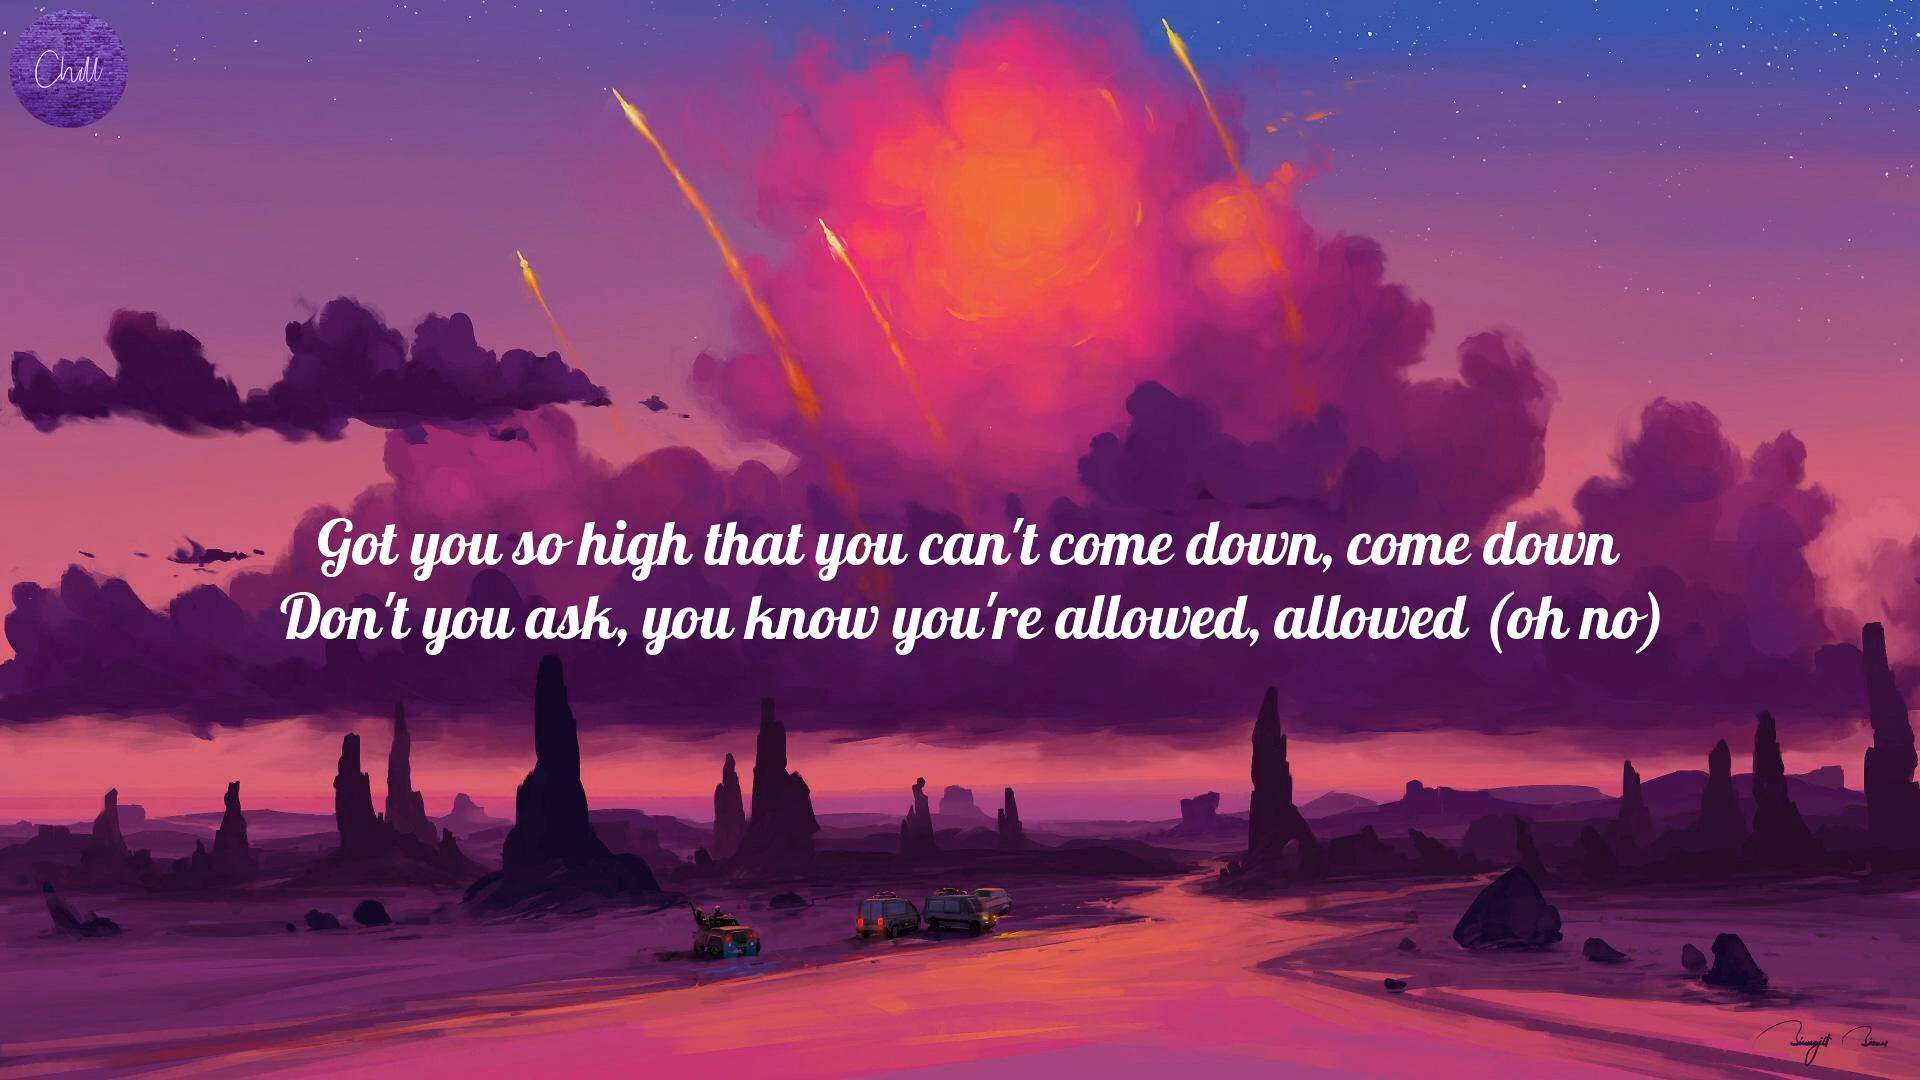 Chill
Got you so high that you can't come down, come down
Don't you ask, you know you're allowed, allowed (oh no)